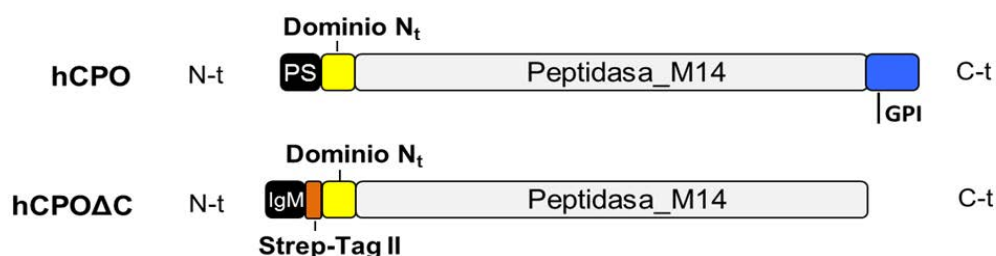 Dominio Nt
hCPO N-t PS Peptidasa_M14 C-t
GPI
Dominio Nt
hCPOΔC N-t IgM Peptidasa_M14 C-t
Strep-Tag II